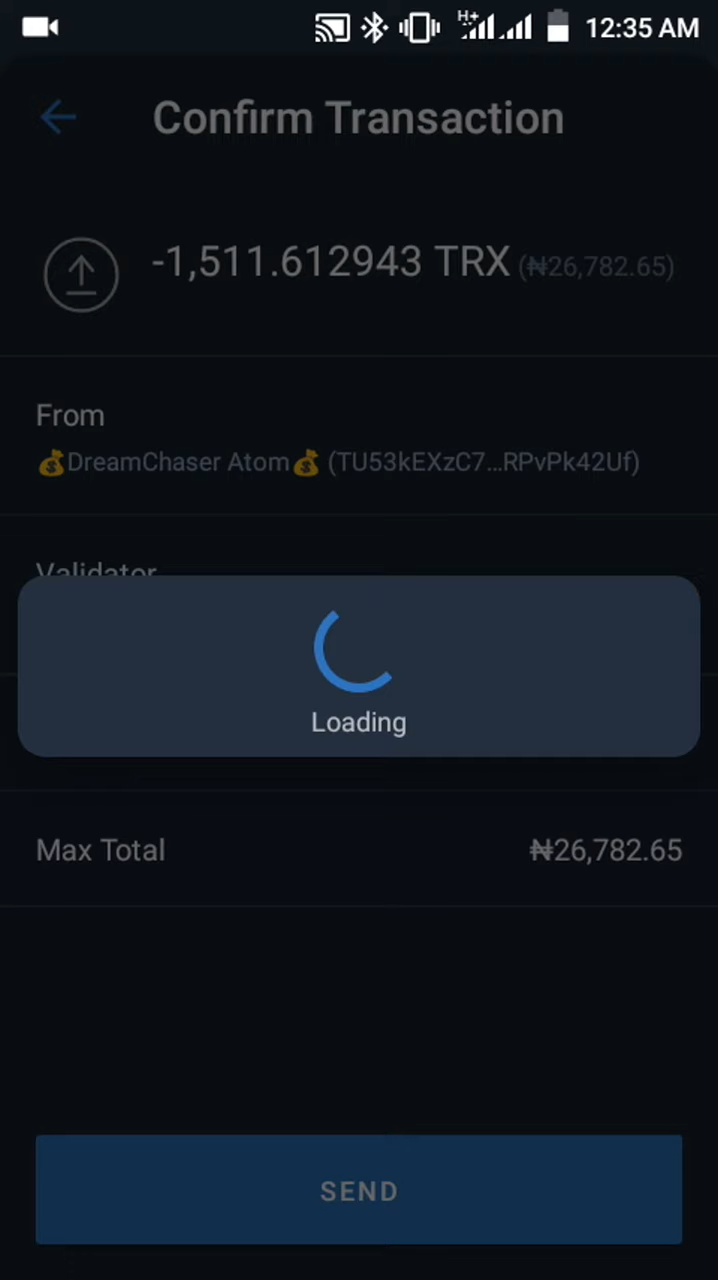 H+ 12:35 AM
Confirm Transaction
-1,511.612943 TRX (₦26,782.65)
From
💰DreamChaser Atom💰 (TU53kEXzC7...RPvPk42Uf)
Validator
Loading
Max Total ₦26,782.65
SEND